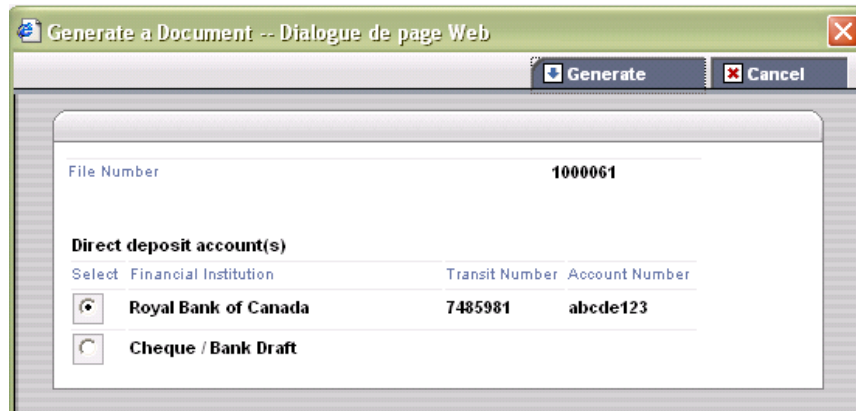 Generate a Document -- Dialogue de page Web
Generate Cancel
File Number 1000061
Direct deposit account(s)
Select Financial Institution Transit Number Account Number
Royal Bank of Canada 7485981 abcde123
Cheque / Bank Draft